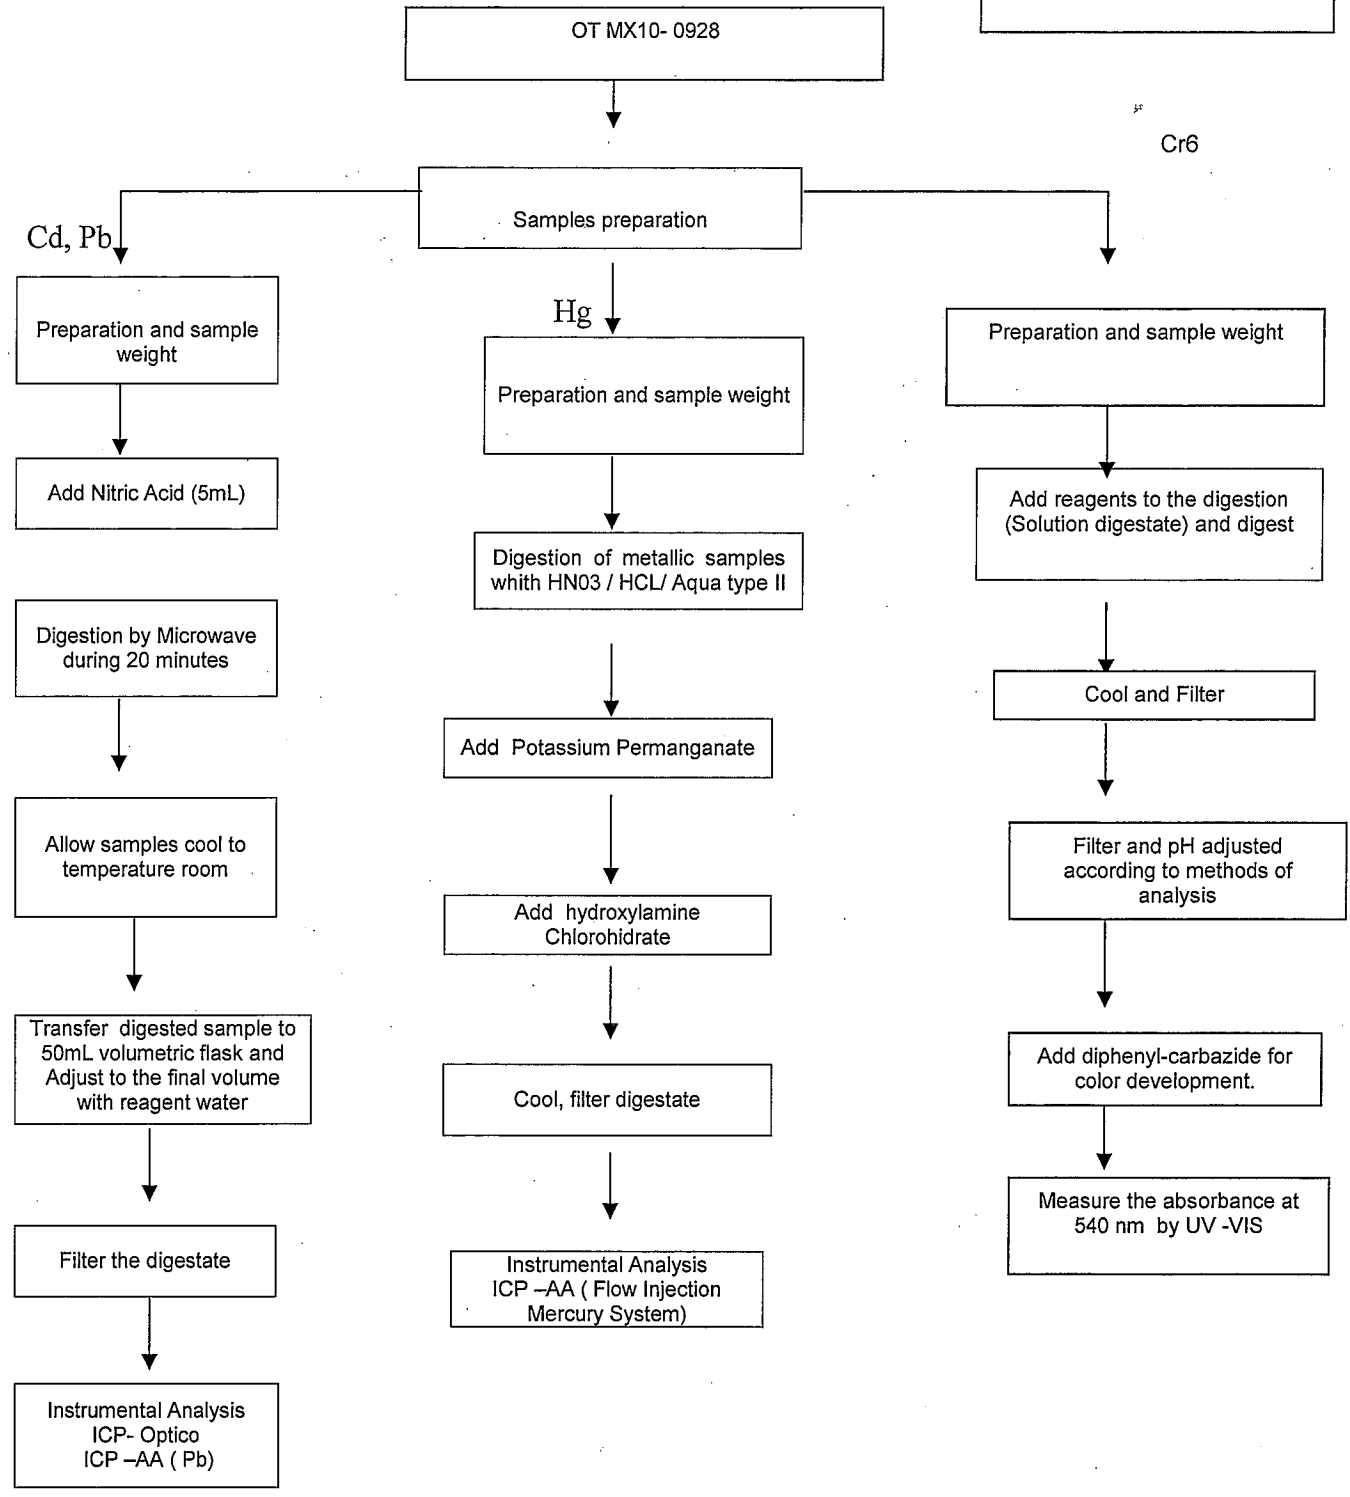 OT MX10- 0928
Cr6
Samples preparation
Cd, Pb
Preparation and sample
weight
Add Nitric Acid (5mL)
Digestion by Microwave
during 20 minutes
Allow samples cool to
temperature room
Transfer digested sample to
50mL volumetric flask and
Adjust to the final volume
with reagent water
Filter the digestate
Instrumental Analysis
ICP- Optico
ICP –AA ( Pb)
Hg
Preparation and sample weight
Digestion of metallic samples
whith HN03 / HCL/ Aqua type II
Add Potassium Permanganate
Add hydroxylamine
Chlorohidrate
Cool, filter digestate
Instrumental Analysis
ICP –AA ( Flow Injection
Mercury System)
Preparation and sample weight
Add reagents to the digestion
(Solution digestate) and digest
Cool and Filter
Filter and pH adjusted
according to methods of
analysis
Add diphenyl-carbazide for
color development.
Measure the absorbance at
540 nm by UV -VIS